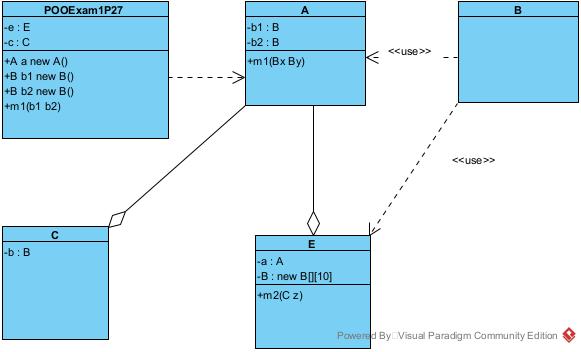 POOExam1P27
-e : E
-c : C
+A a new A()
+B b1 new B()
+B b2 new B()
+m1(b1 b2)
A
-b1 : B
-b2 : B
+m1(Bx By)
B
<<use>>
<<use>>
C
-b : B
E
-a : A
-B : new B[][10]
+m2(C z)
Powered By Visual Paradigm Community Edition